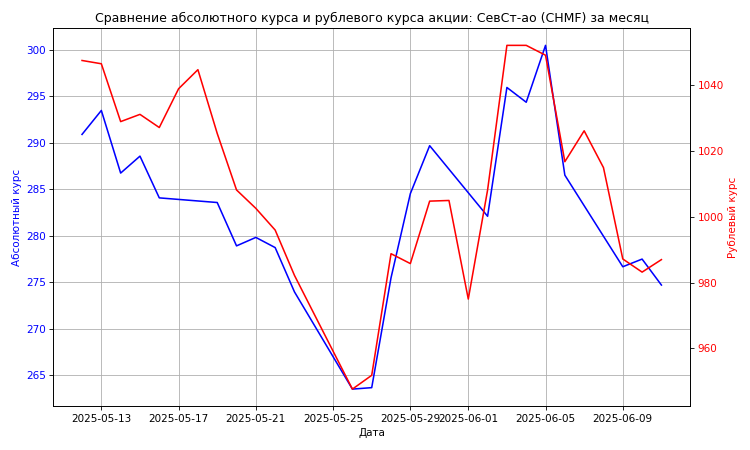 Сравнение абсолютного курса и рублевого курса акции: СевСт-ао (CHMF) за месяц
Абсолютный курс
300
295
290
285
280
275
270
265
1040
1020
1000
980
960
Рублевый курс
2025-05-13 2025-05-17 2025-05-21 2025-05-25 2025-05-29 2025-06-01 2025-06-05 2025-06-09
Дата